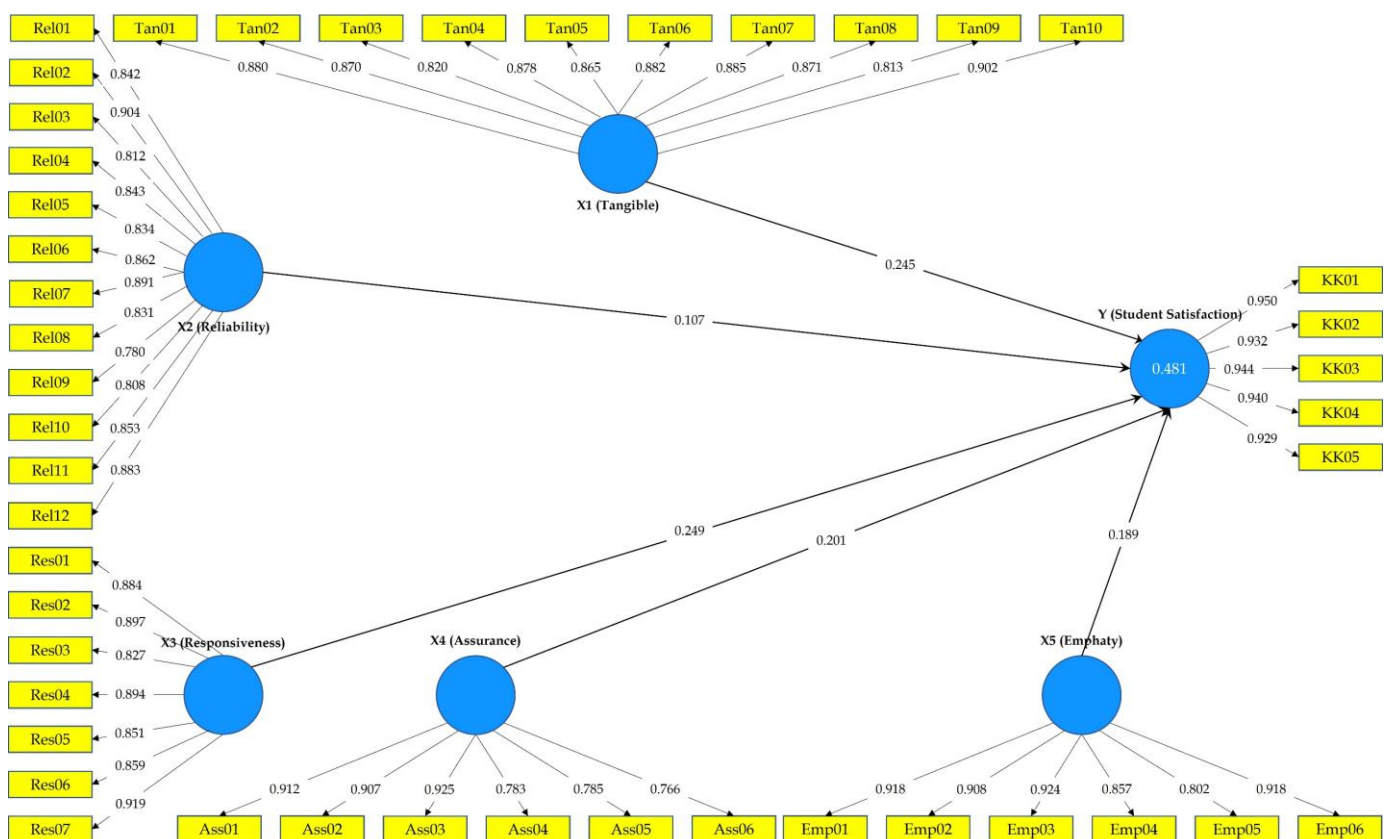 Rel01
Tan01
Tan02
Tan03
Tan04
Tan05
Tan06
Tan07
Tan08
Tan09
Tan10
0.880
0.870
0.820
0.878
0.865
0.882
0.885
0.871
0.813
0.902
X1 (Tangible)
Rel02
Rel03
Rel04
Rel05
Rel06
Rel07
Rel08
Rel09
Rel10
Rel11
Rel12
0.842
0.904
0.812
0.843
0.834
0.862
0.891
0.831
0.780
0.808
0.853
0.883
X2 (Reliability)
0.245
0.107
Y (Student Satisfaction)
0.481
0.950
0.932
0.944
0.940
0.929
KK01
KK02
KK03
KK04
KK05
0.249
0.201
0.189
Res01
Res02
Res03
Res04
Res05
Res06
Res07
0.884
0.897
0.827
0.894
0.851
0.859
0.919
X3 (Responsiveness)
X4 (Assurance)
X5 (Emphaty)
0.912
0.907
0.925
0.783
0.785
0.766
Ass01
Ass02
Ass03
Ass04
Ass05
Ass06
0.918
0.908
0.924
0.857
0.802
0.918
Emp01
Emp02
Emp03
Emp04
Emp05
Emp06